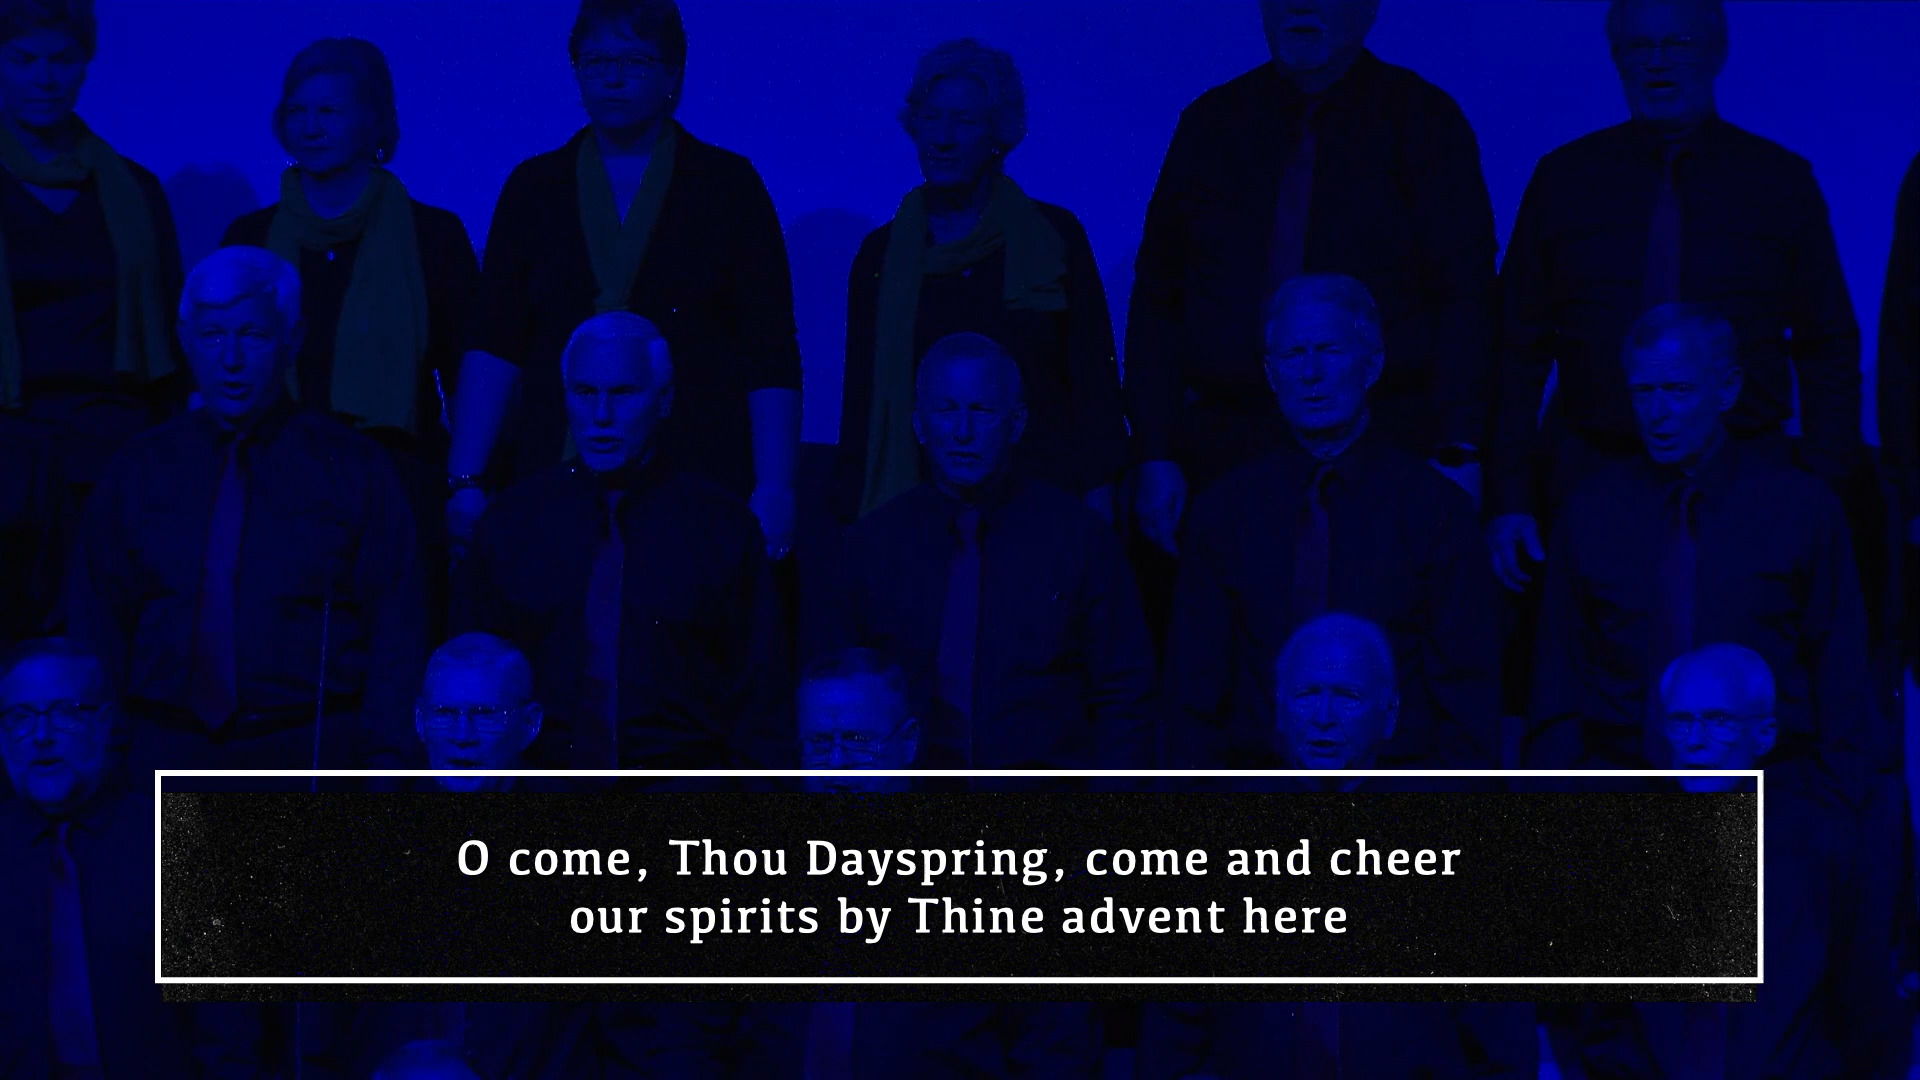 O come, Thou Dayspring, come and cheer
our spirits by Thine advent here